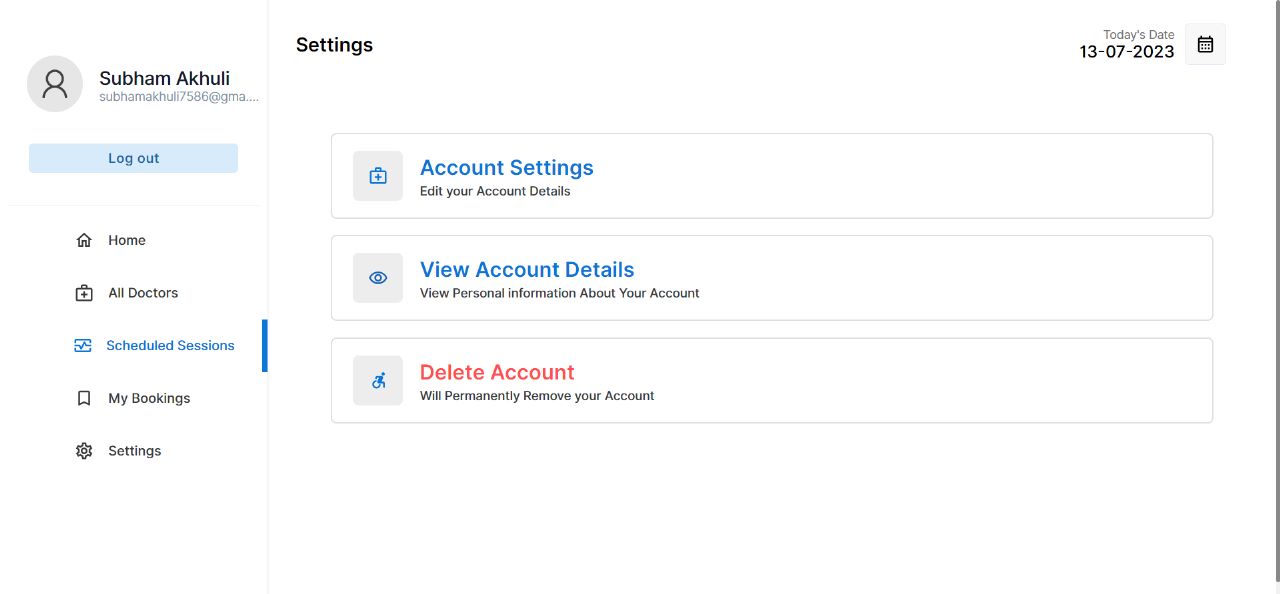 Subham Akhuli
subhamakhuli7586@gma....
Log out
Home
All Doctors
Scheduled Sessions
My Bookings
Settings
Settings
Today's Date
13-07-2023
Account Settings
Edit your Account Details
View Account Details
View Personal information About Your Account
Delete Account
Will Permanently Remove your Account